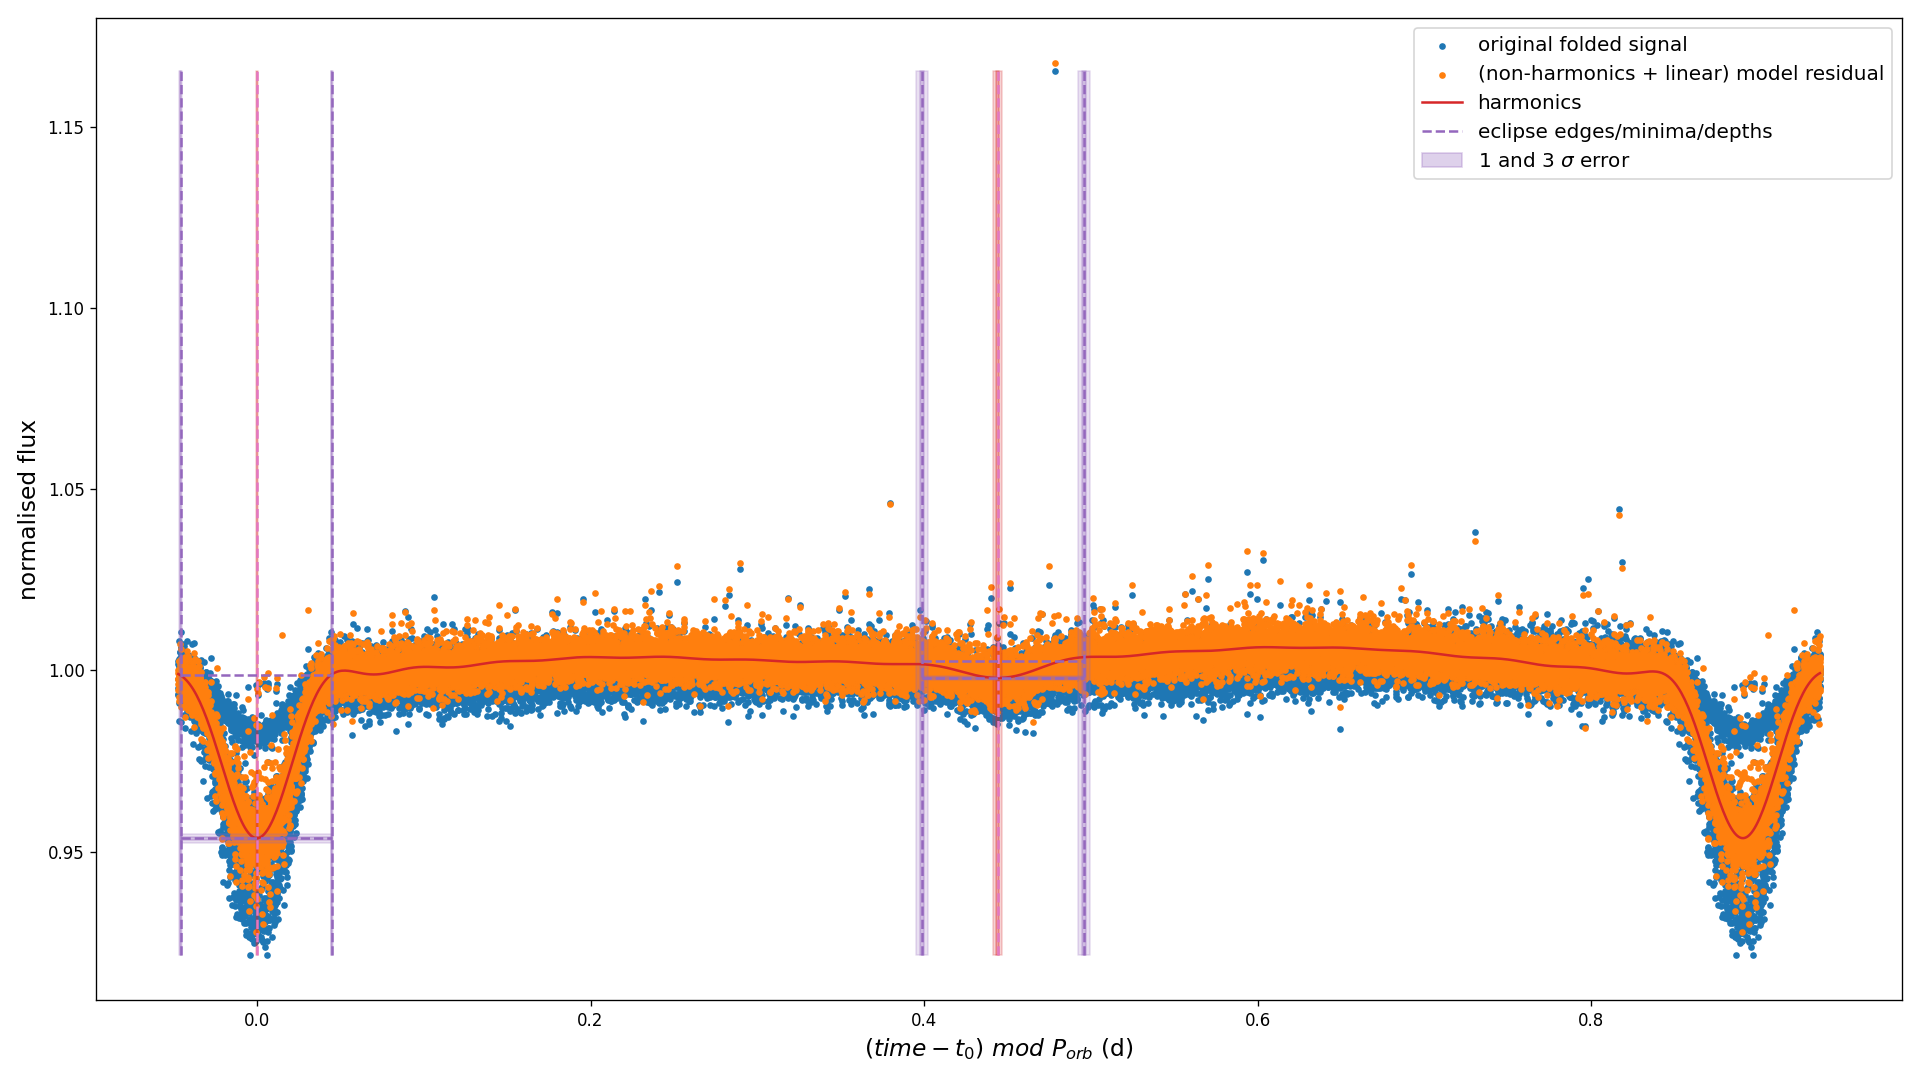 original folded signal
(non-harmonics + linear) model residual
harmonics
eclipse edges/minima/depths
1 and 3 σ error
normalised flux
1.15
1.10
1.05
1.00
0.95
0.0 0.2 0.4 0.6 0.8
(time − t₀) mod Pₒᵣb (d)